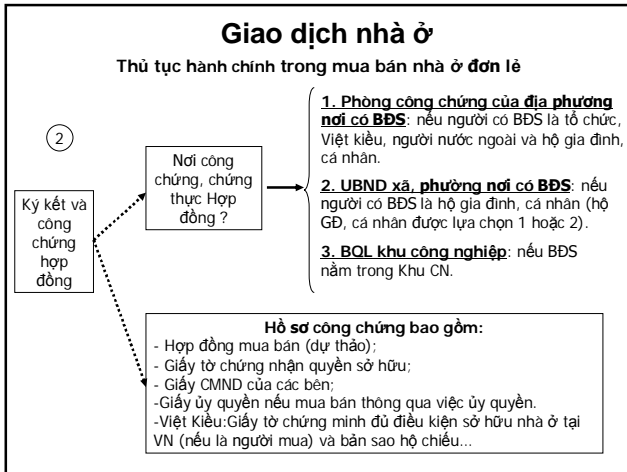 Giao dịch nhà ở
Thủ tục hành chính trong mua bán nhà ở đơn lẻ
2
Ký kết và
công
chứng
hợp
đồng
Nơi công
chứng, chứng
thực Hợp
đồng ?
1. Phòng công chứng của địa phương
nơi có BĐS: nếu người có BĐS là tổ chức,
Việt kiều, người nước ngoài và hộ gia đình,
cá nhân.
2. UBND xã, phường nơi có BĐS: nếu
người có BĐS là hộ gia đình, cá nhân (hộ
GĐ, cá nhân được lựa chọn 1 hoặc 2).
3. BQL khu công nghiệp: nếu BĐS
nằm trong Khu CN.
Hồ sơ công chứng bao gồm:
- Hợp đồng mua bán (dự thảo);
- Giấy tờ chứng nhận quyền sở hữu;
- Giấy CMND của các bên;
-Giấy ủy quyền nếu mua bán thông qua việc ủy quyền.
-Việt Kiều:Giấy tờ chứng minh đủ điều kiện sở hữu nhà ở tại
VN (nếu là người mua) và bản sao hộ chiếu...